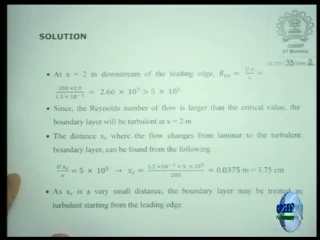 SOLUTION
• At x = 2 m downstream of the leading edge, Rex = U x / ν =
200×2.0 / 1.5×10⁻⁵ = 2.66 × 10⁷ > 5 × 10⁵
• Since, the Reynolds number of flow is larger than the critical value, the
boundary layer will be turbulent at x = 2 m
• The distance xc where the flow changes from laminar to the turbulent
boundary layer, can be found from the following
U xc / ν = 5 × 10⁵ → xc = 1.5×10⁻⁵×5×10⁵ / 200 = 0.0375 m = 3.75 cm
• As xc is a very small distance, the boundary layer may be treated as
turbulent starting from the leading edge